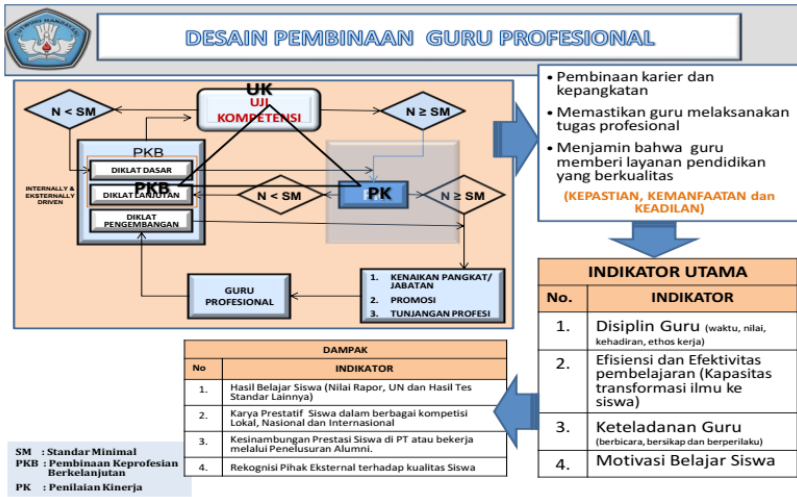 DESAIN PEMBINAAN GURU PROFESIONAL
UK
UJI
KOMPETENSI
N < SM
N ≥ SM
PKB
DIKLAT DASAR
INTERNALLY &
EKSTERNALLY
DRIVEN
PKB
DIKLAT LANJUTAN
N < SM
PK
N ≥ SM
DIKLAT
PENGEMBANGAN
GURU
PROFESIONAL
1. KENAIKAN PANGKAT/
JABATAN
2. PROMOSI
3. TUNJANGAN PROFESI
• Pembinaan karier dan
kepangkatan
• Memastikan guru melaksanakan
tugas profesional
• Menjamin bahwa guru
memberi layanan pendidikan
yang berkualitas
(KEPASTIAN, KEMANFAATAN dan
KEADILAN)
INDIKATOR UTAMA
No. INDIKATOR
1. Disiplin Guru (waktu, nilai,
kehadiran, ethos kerja)
2. Efisiensi dan Efektivitas
pembelajaran (Kapasitas
transformasi ilmu ke
siswa)
3. Keteladanan Guru
(berbicara, bersikap dan berperilaku)
4. Motivasi Belajar Siswa
DAMPAK
No INDIKATOR
1. Hasil Belajar Siswa (Nilai Rapor, UN dan Hasil Tes
Standar Lainnya)
2. Karya Prestatif Siswa dalam berbagai kompetisi
Lokal, Nasional dan Internasional
3. Kesinambungan Prestasi Siswa di PT atau bekerja
melalui Penelusuran Alumni.
4. Rekognisi Pihak Eksternal terhadap kualitas Siswa
SM : Standar Minimal
PKB : Pembinaan Keprofesian
Berkelanjutan
PK : Penilaian Kinerja